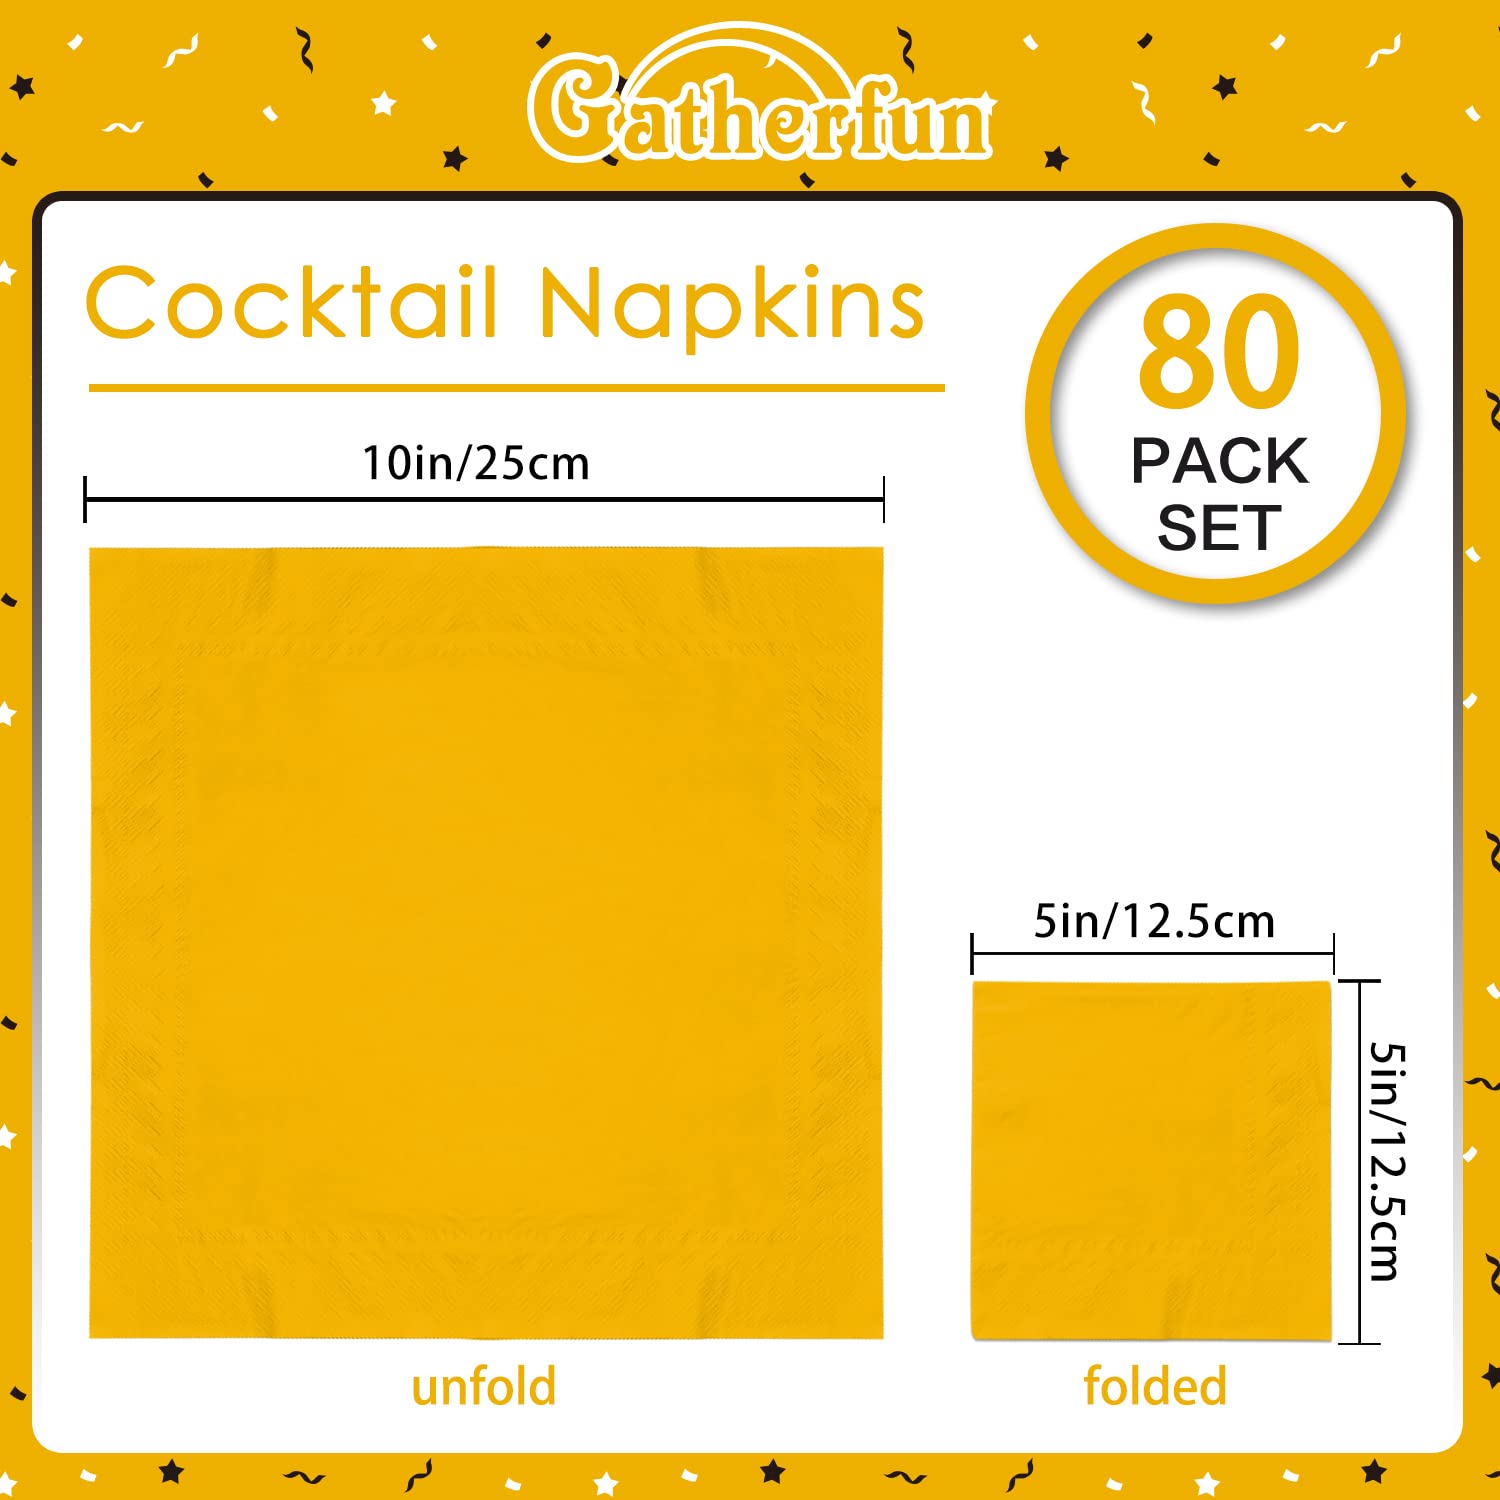 Gatherfun
Cocktail Napkins
80
PACK
SET
10in/25cm
5in/12.5cm
5in/12.5cm
unfold
folded